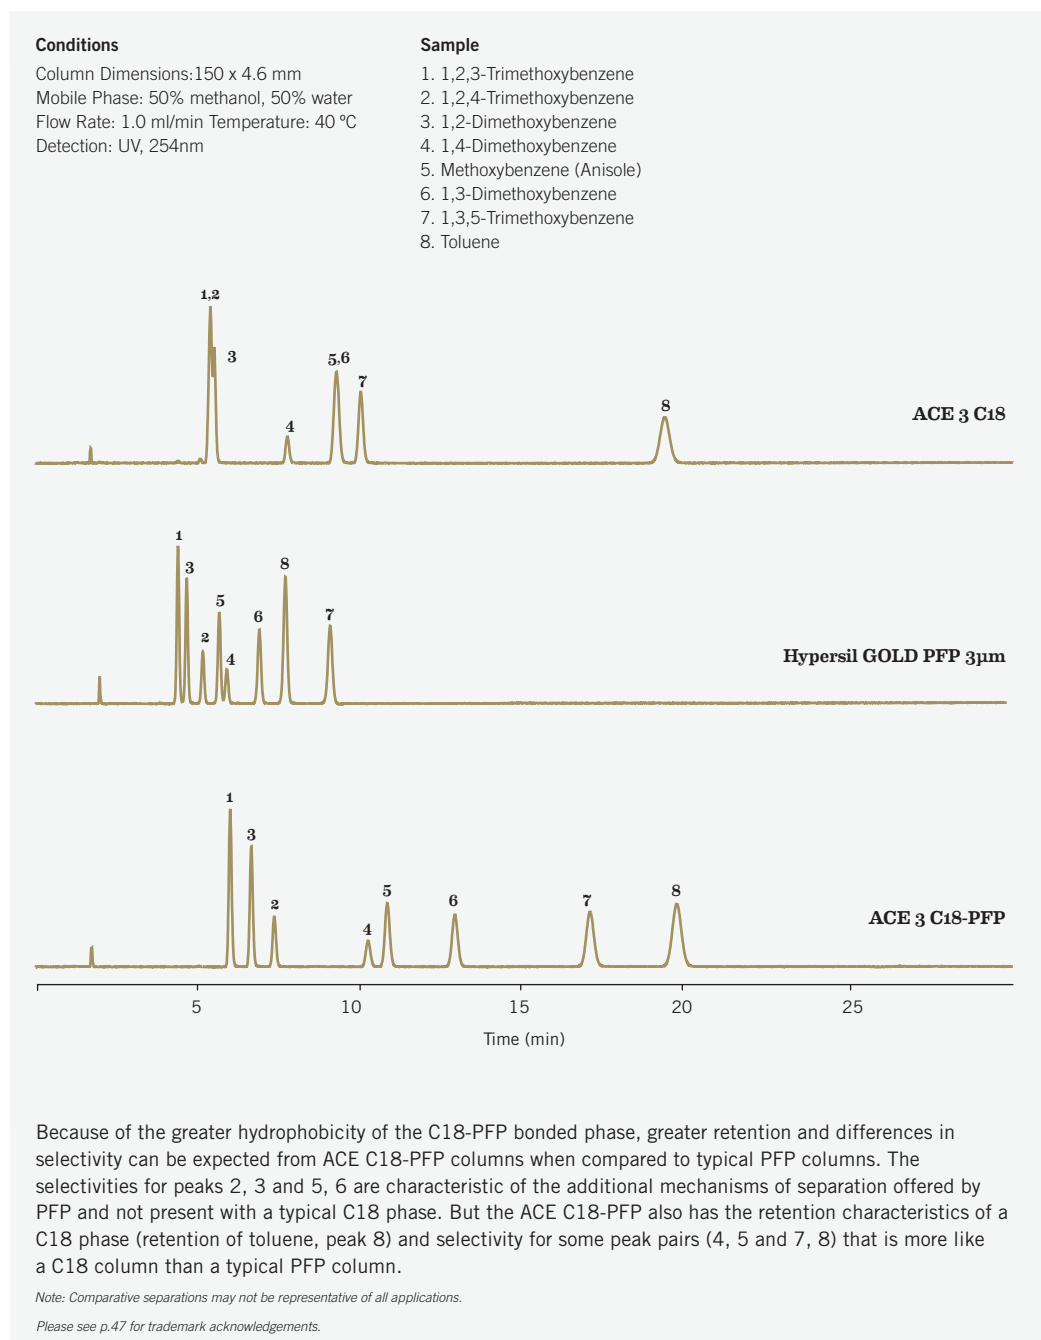 Conditions
Column Dimensions:150 x 4.6 mm
Mobile Phase: 50% methanol, 50% water
Flow Rate: 1.0 ml/min Temperature: 40 ºC
Detection: UV, 254nm
Sample
1. 1,2,3-Trimethoxybenzene
2. 1,2,4-Trimethoxybenzene
3. 1,2-Dimethoxybenzene
4. 1,4-Dimethoxybenzene
5. Methoxybenzene (Anisole)
6. 1,3-Dimethoxybenzene
7. 1,3,5-Trimethoxybenzene
8. Toluene
1,2
3
4
5,6
7
8
ACE 3 C18
1
3
2
5
4
6
8
7
Hypersil GOLD PFP 3µm
1
3
2
4
5
6
7
8
ACE 3 C18-PFP
5
10
15
20
25
Time (min)
Because of the greater hydrophobicity of the C18-PFP bonded phase, greater retention and differences in
selectivity can be expected from ACE C18-PFP columns when compared to typical PFP columns. The
selectivities for peaks 2, 3 and 5, 6 are characteristic of the additional mechanisms of separation offered by
PFP and not present with a typical C18 phase. But the ACE C18-PFP also has the retention characteristics of a
C18 phase (retention of toluene, peak 8) and selectivity for some peak pairs (4, 5 and 7, 8) that is more like
a C18 column than a typical PFP column.
Note: Comparative separations may not be representative of all applications.
Please see p.47 for trademark acknowledgements.